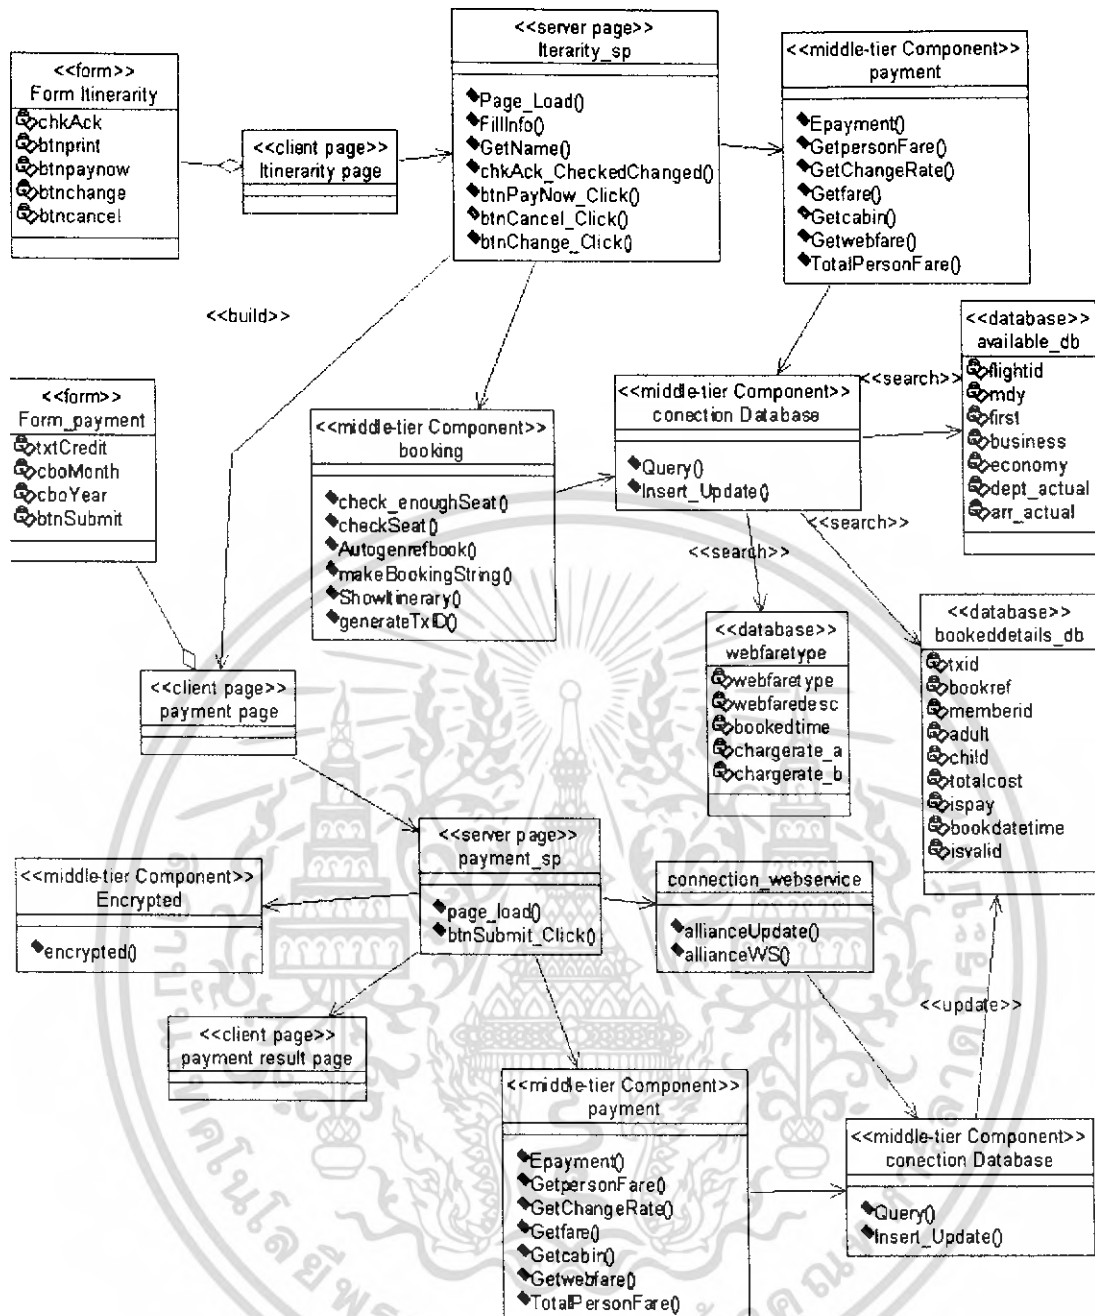 <<form>>
Form Itinerarity
chkAck
btnprint
btnpaynow
btnchange
btncancel
<<client page>>
Itinerarity page
<<server page>>
Iterarity_sp
Page_Load()
FillInfo()
GetName()
chkAck_CheckedChanged()
btnPayNow_Click()
btnCancel_Click()
btnChange_Click()
<<middle-tier Component>>
payment
Epayment()
GetpersonFare()
GetChangeRate()
Getfare()
Getcabin()
Getwebfare()
TotalPersonFare()
<<build>>
<<form>>
Form_payment
txtCredit
cboMonth
cboYear
btnSubmit
<<middle-tier Component>>
booking
check_enoughSeat()
checkSeat()
Autogenrefbook()
makeBookingString()
ShowItinerary()
generateTxID()
<<middle-tier Component>>
conection Database
Query()
Insert_Update()
<<search>>
<<database>>
available_db
flightid
mdy
first
business
economy
dept_actual
arr_actual
<<search>>
<<search>>
<<database>>
webfaretype
webfaretype
webfaredesc
bookedtime
chargerate_a
chargerate_b
<<database>>
bookeddetails_db
txid
bookref
memberid
adult
child
totalcost
ispay
bookdatetime
isvalid
<<client page>>
payment page
<<server page>>
payment_sp
page_load()
btnSubmit_Click()
<<middle-tier Component>>
Encrypted
encrypted()
connection_webservice
allianceUpdate()
allianceWS()
<<update>>
<<client page>>
payment result page
<<middle-tier Component>>
payment
Epayment()
GetpersonFare()
GetChangeRate()
Getfare()
Getcabin()
Getwebfare()
TotalPersonFare()
<<middle-tier Component>>
conection Database
Query()
Insert_Update()